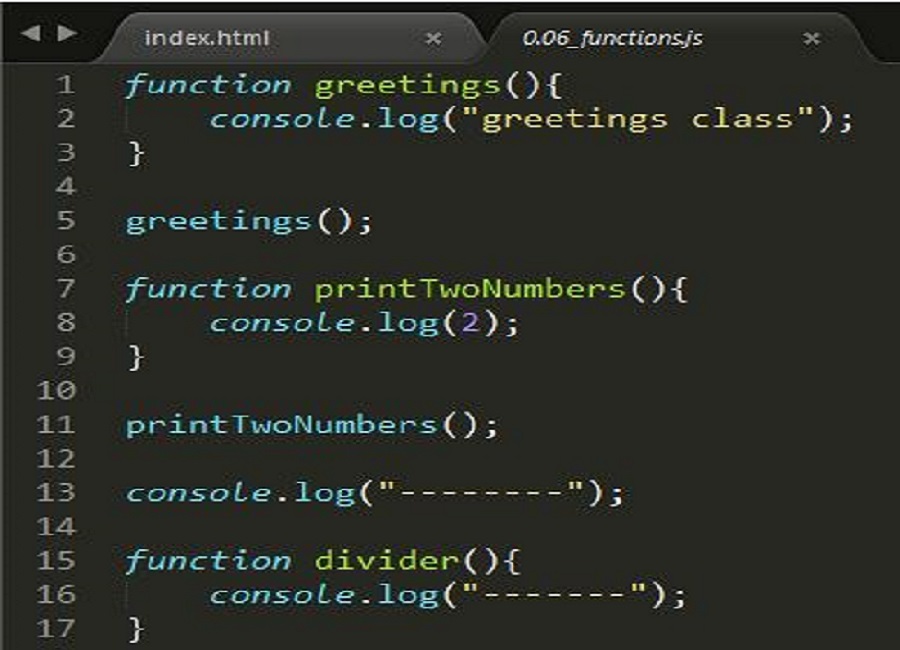 index.html × 0.06_functions.js ×
1 function greetings(){
2 console.log("greetings class");
3 }
4
5 greetings();
6
7 function printTwoNumbers(){
8 console.log(2);
9 }
10
11 printTwoNumbers();
12
13 console.log("--------");
14
15 function divider(){
16 console.log("-------");
17 }